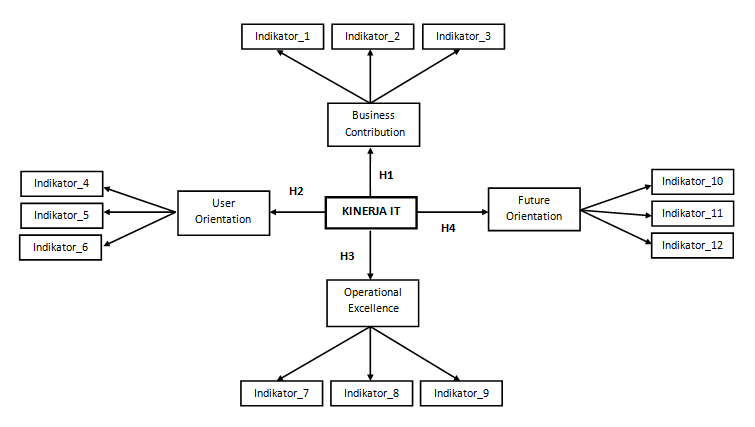 Indikator_1
Indikator_2
Indikator_3
Business
Contribution
H1
Indikator_4
Indikator_5
Indikator_6
User
Orientation
H2
KINERJA IT
H4
Future
Orientation
Indikator_10
Indikator_11
Indikator_12
H3
Operational
Excellence
Indikator_7
Indikator_8
Indikator_9